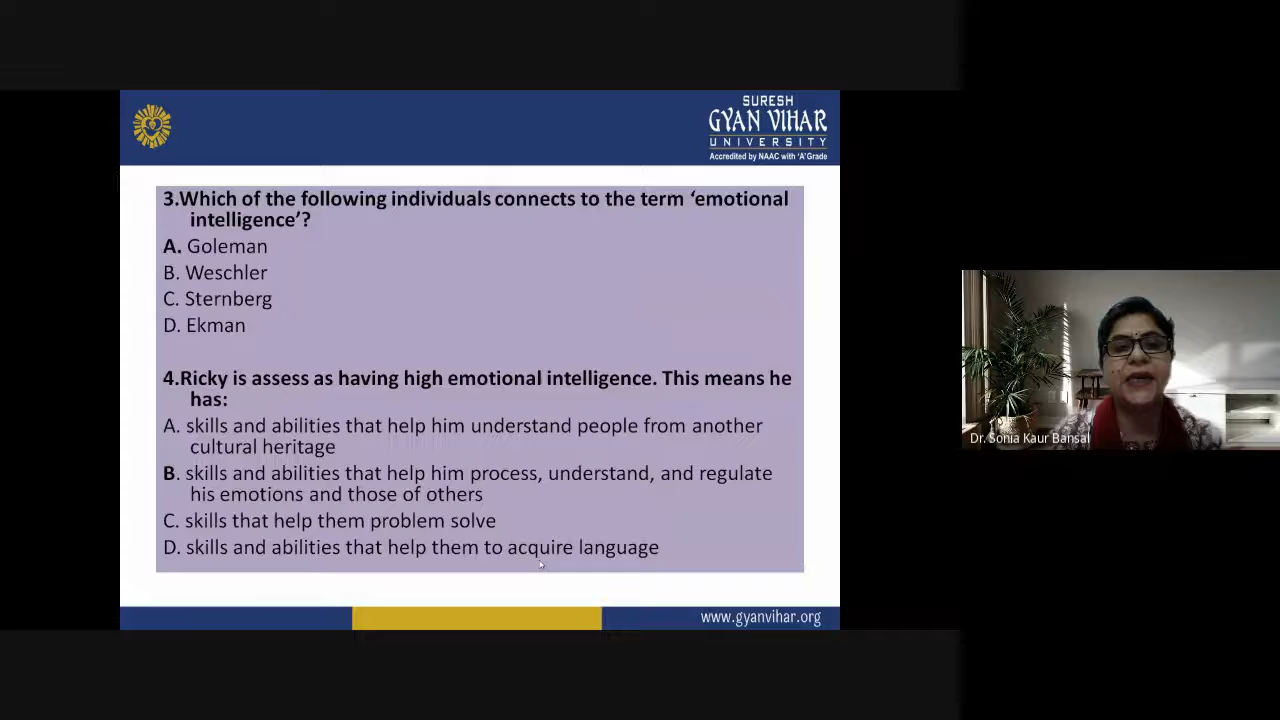 SURESH
GYAN VIHAR
UNIVERSITY
Accredited by NAAC with 'A' Grade
3.Which of the following individuals connects to the term ‘emotional
intelligence’?
A. Goleman
B. Weschler
C. Sternberg
D. Ekman
4.Ricky is assess as having high emotional intelligence. This means he
has:
A. skills and abilities that help him understand people from another
cultural heritage
B. skills and abilities that help him process, understand, and regulate
his emotions and those of others
C. skills that help them problem solve
D. skills and abilities that help them to acquire language
Dr. Sonia Kaur Bansal
www.gyanvihar.org